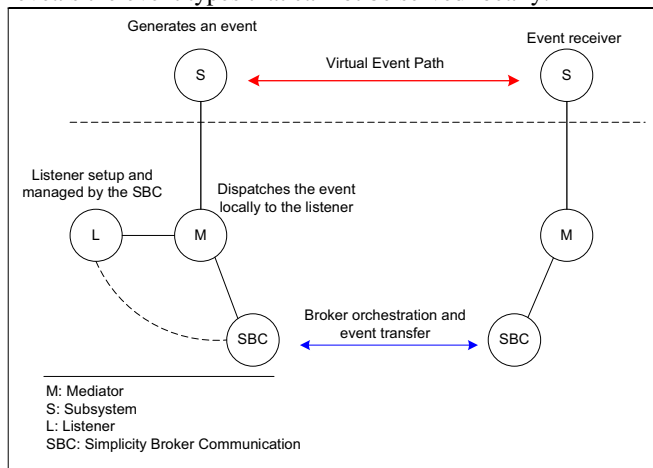 Generates an event
Event receiver
Virtual Event Path
S
S
Listener setup and
managed by the SBC
Dispatches the event
locally to the listener
L
M
M
Broker orchestration and
event transfer
SBC
SBC
M: Mediator
S: Subsystem
L: Listener
SBC: Simplicity Broker Communication